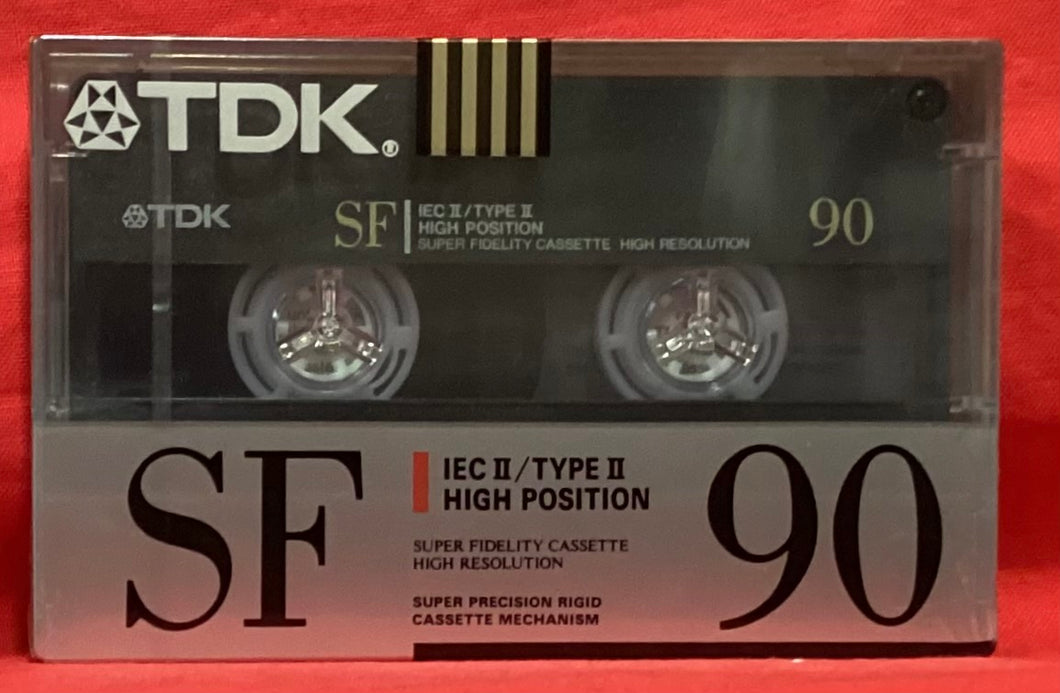 TDK®
TDK
SF
IEC II/TYPE II
HIGH POSITION
SUPER FIDELITY CASSETTE HIGH RESOLUTION
90
SF
IEC II/TYPE II
HIGH POSITION
SUPER FIDELITY CASSETTE
HIGH RESOLUTION
SUPER PRECISION RIGID
CASSETTE MECHANISM
90